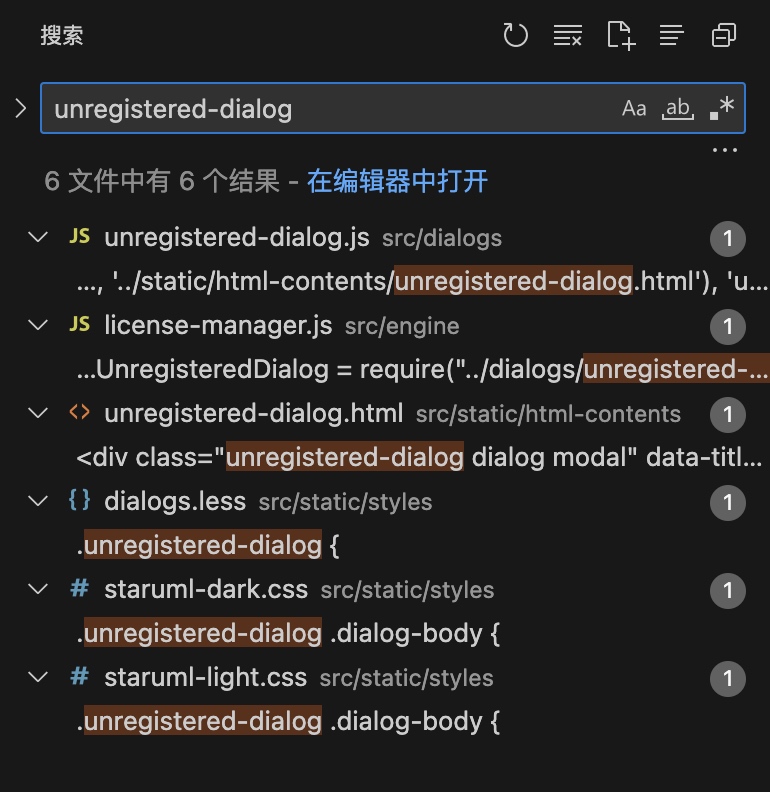 搜索
unregistered-dialog Aa ab .*
...
6 文件中有 6 个结果 - 在编辑器中打开
JS unregistered-dialog.js src/dialogs 1
..., '../static/html-contents/unregistered-dialog.html'), 'u...
JS license-manager.js src/engine 1
...UnregisteredDialog = require("../dialogs/unregistered-...
<> unregistered-dialog.html src/static/html-contents 1
<div class="unregistered-dialog dialog modal" data-titl...
{} dialogs.less src/static/styles 1
.unregistered-dialog {
# staruml-dark.css src/static/styles 1
.unregistered-dialog .dialog-body {
# staruml-light.css src/static/styles 1
.unregistered-dialog .dialog-body {